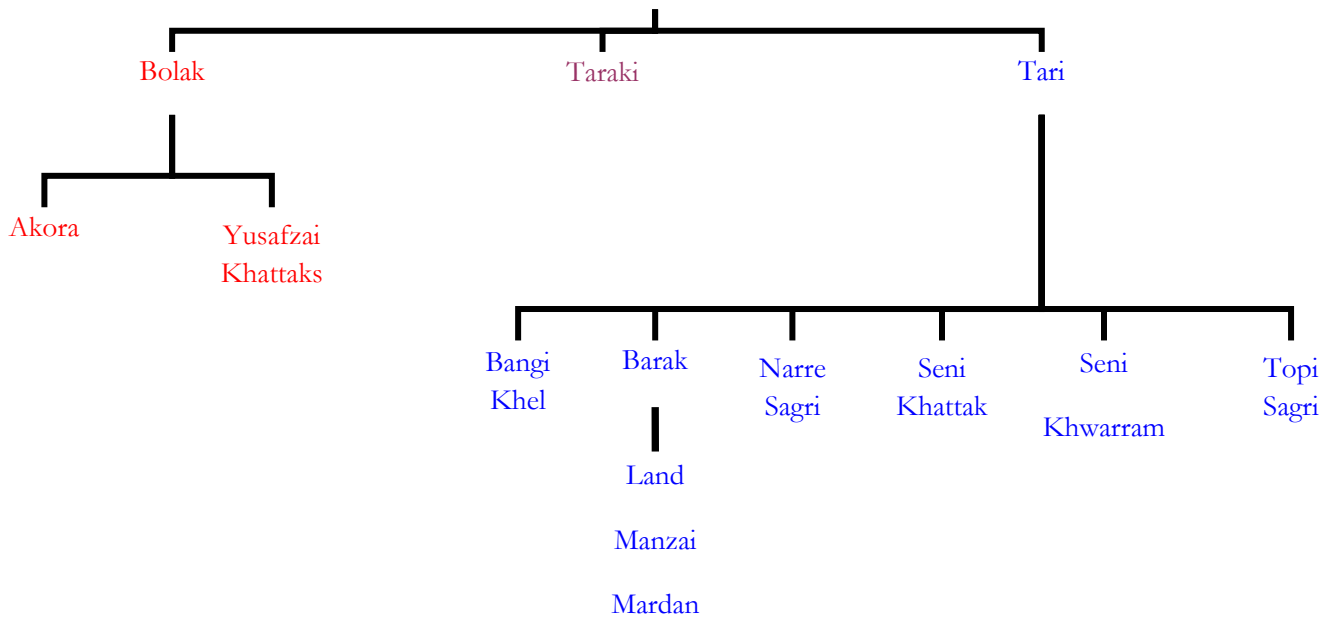 Bolak
Taraki
Tari
Akora
Yusafzai
Khattaks
Bangi
Khel
Barak
Narre
Sagri
Seni
Khattak
Seni
Khwarram
Topi
Sagri
Land
Manzai
Mardan